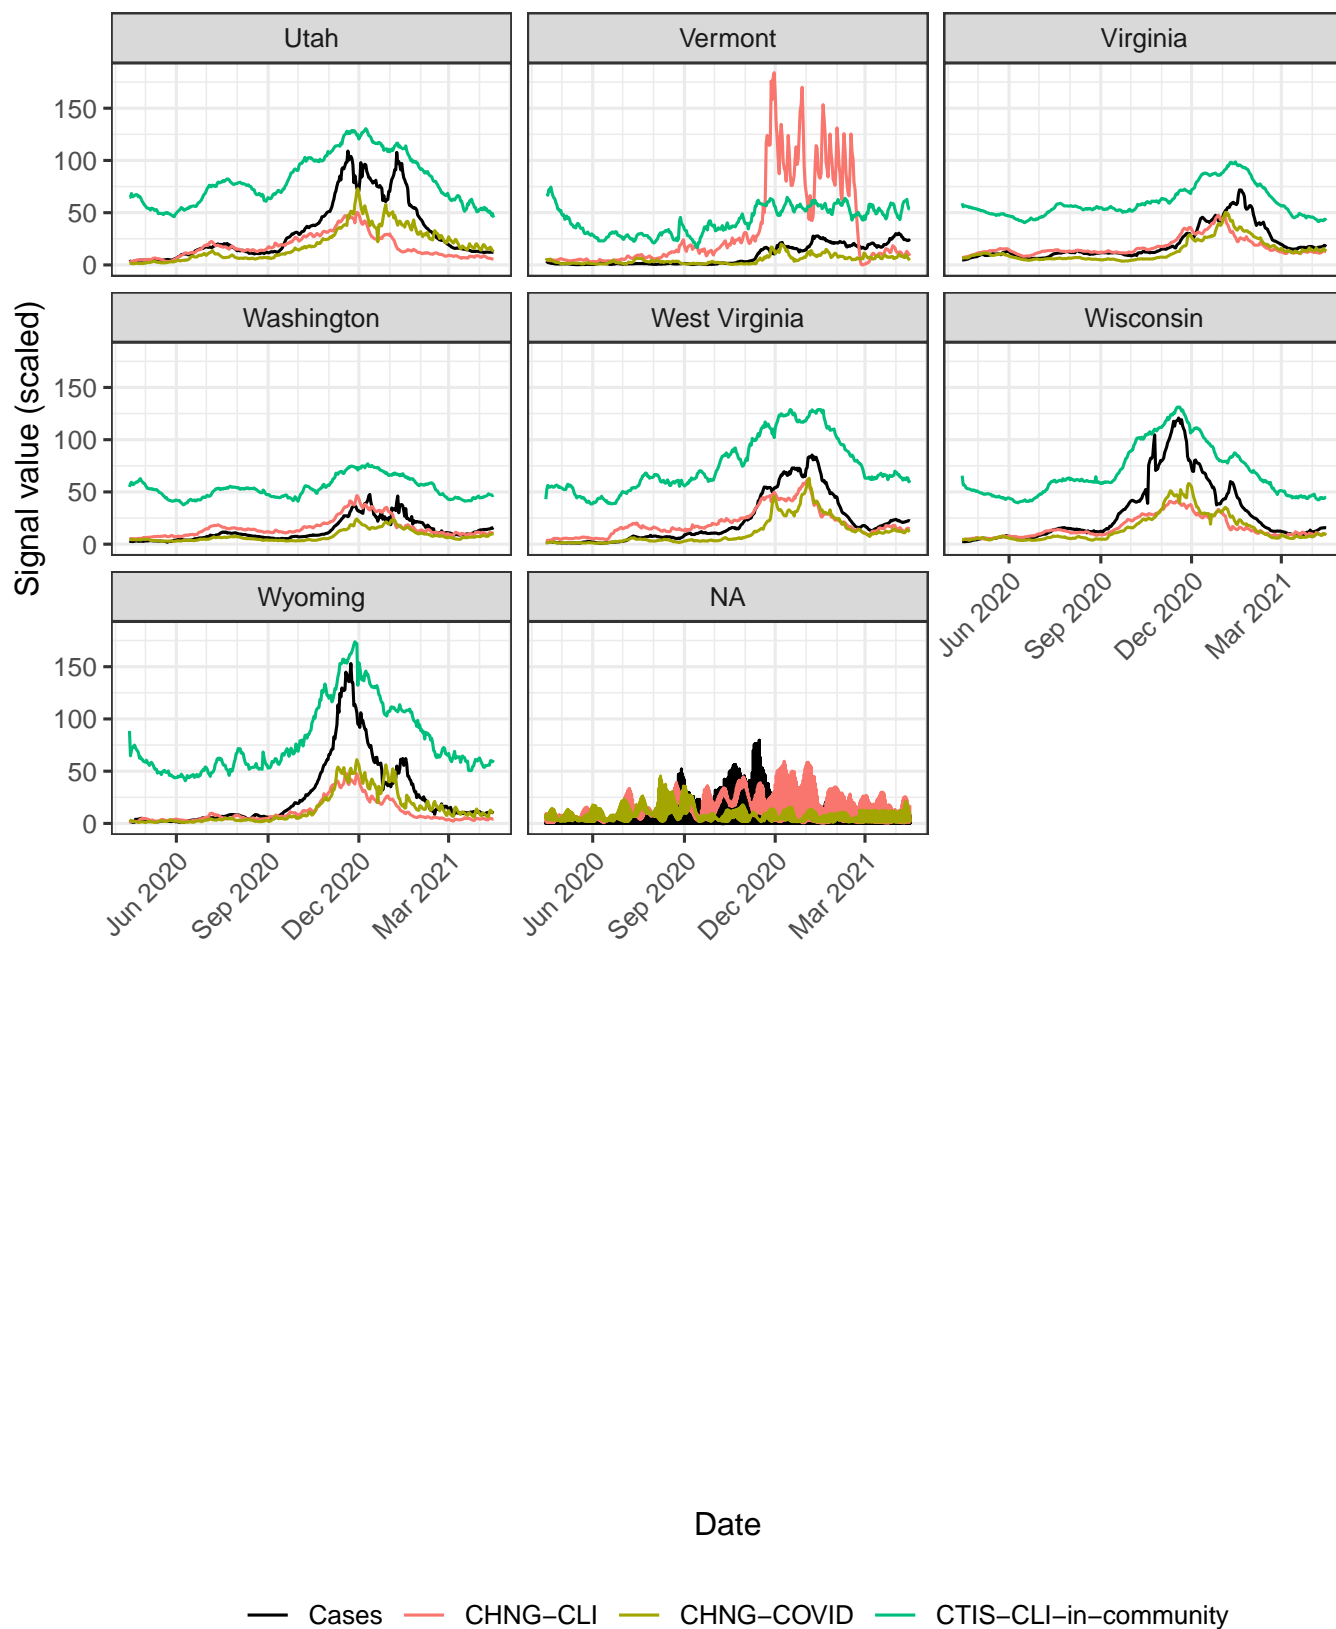 Utah
Vermont
Virginia
150
100
50
0
Washington
West Virginia
Wisconsin
150
100
50
0
Signal value (scaled)
Jun 2020
Sep 2020
Dec 2020
Mar 2021
Wyoming
NA
150
100
50
0
Jun 2020
Sep 2020
Dec 2020
Mar 2021
Jun 2020
Sep 2020
Dec 2020
Mar 2021
Date
Cases CHNG−CLI CHNG−COVID CTIS−CLI−in−community